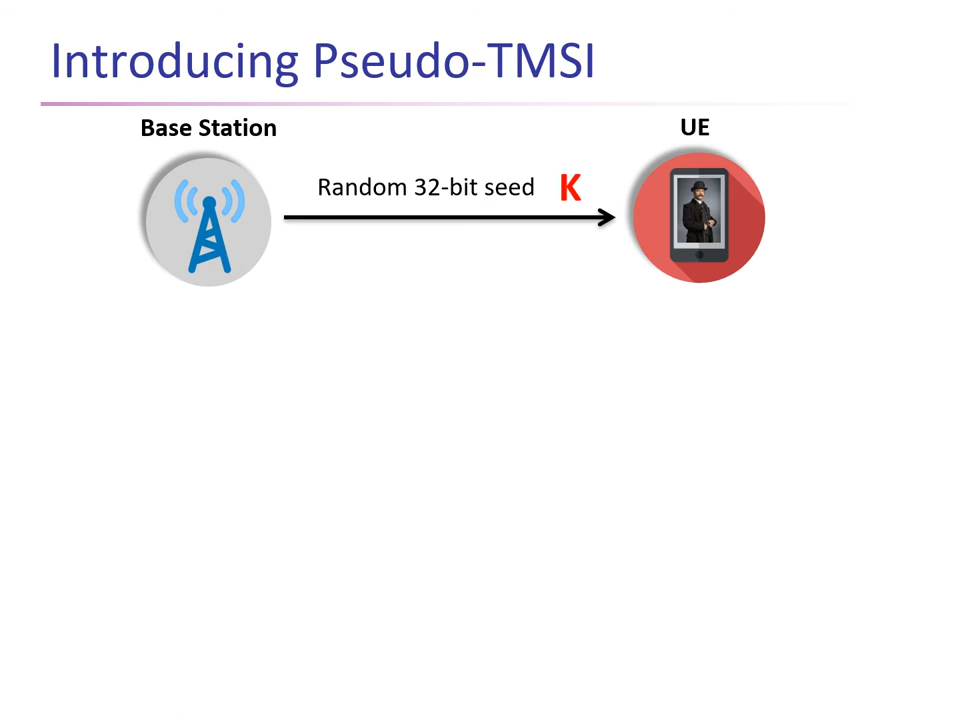 Introducing Pseudo-TMSI
Base Station
UE
Random 32-bit seed K